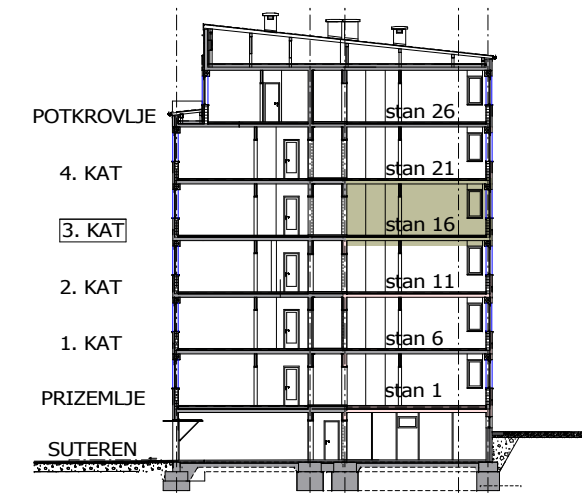 POTKROVLJE stan 26
4. KAT stan 21
3. KAT stan 16
2. KAT stan 11
1. KAT stan 6
PRIZEMLJE stan 1
SUTEREN